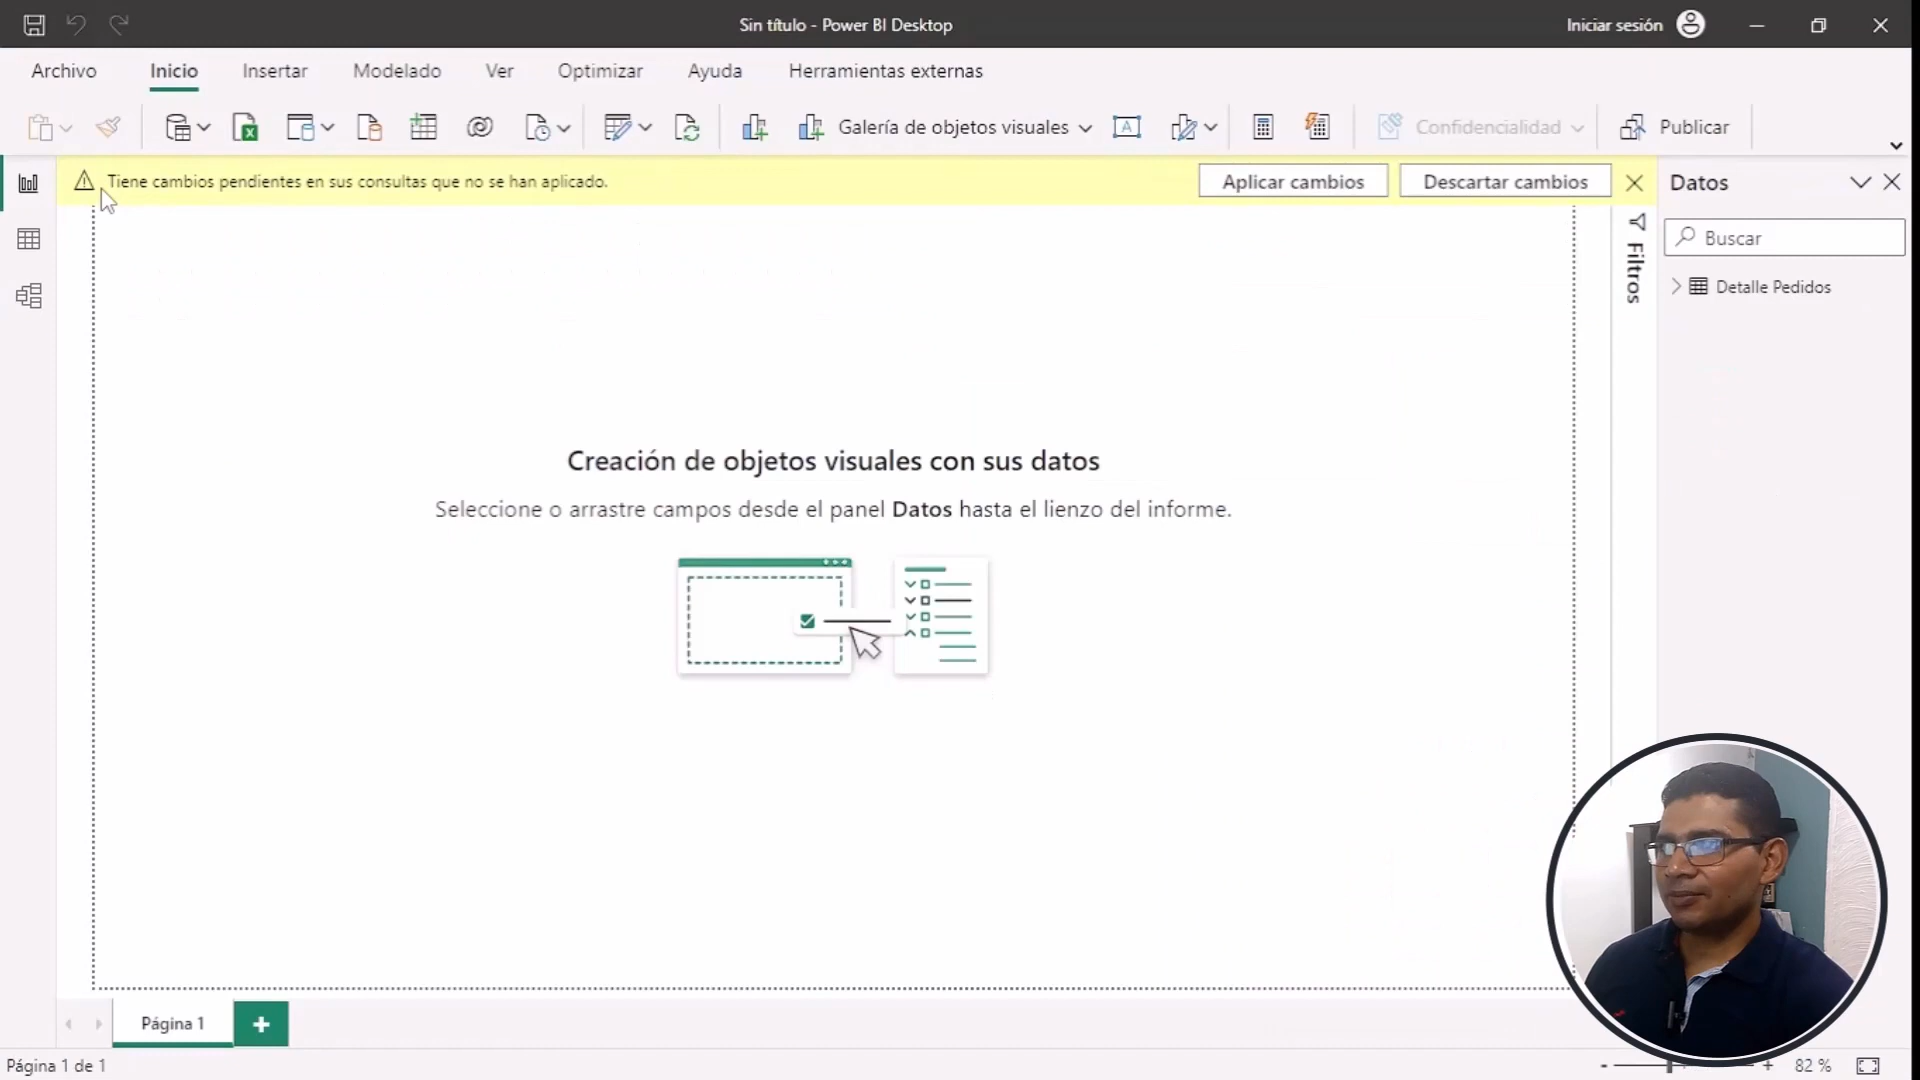 Sin título - Power BI Desktop
Iniciar sesión
Archivo
Inicio
Insertar
Modelado
Ver
Optimizar
Ayuda
Herramientas externas
Galería de objetos visuales
Confidencialidad
Publicar
Tiene cambios pendientes en sus consultas que no se han aplicado.
Aplicar cambios
Descartar cambios
Datos
Buscar
Filtros
Detalle Pedidos
Creación de objetos visuales con sus datos
Seleccione o arrastre campos desde el panel Datos hasta el lienzo del informe.
Página 1
Página 1 de 1
82 %